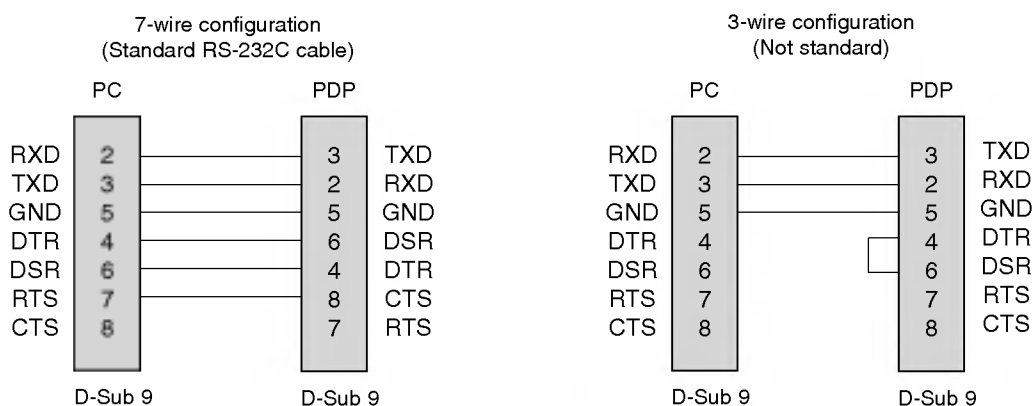 7-wire configuration
(Standard RS-232C cable)
PC PDP
RXD 2 3 TXD
TXD 3 2 RXD
GND 5 5 GND
DTR 4 6 DSR
DSR 6 4 DTR
RTS 7 8 CTS
CTS 8 7 RTS
D-Sub 9 D-Sub 9
3-wire configuration
(Not standard)
PC PDP
RXD 2 3 TXD
TXD 3 2 RXD
GND 5 5 GND
DTR 4 4 DTR
DSR 6 6 DSR
RTS 7 7 RTS
CTS 8 8 CTS
D-Sub 9 D-Sub 9